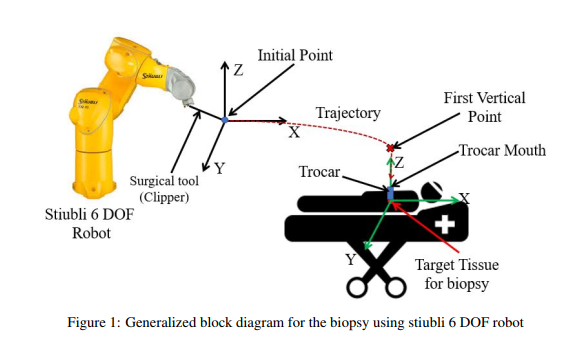 Initial Point
Z
X
Y
Trajectory
First Vertical
Point
Trocar Mouth
Trocar
Z
X
Y
STÄUBLI
Surgical tool
(Clipper)
Stiubli 6 DOF
Robot
Target Tissue
for biopsy
Figure 1: Generalized block diagram for the biopsy using stiubli 6 DOF robot